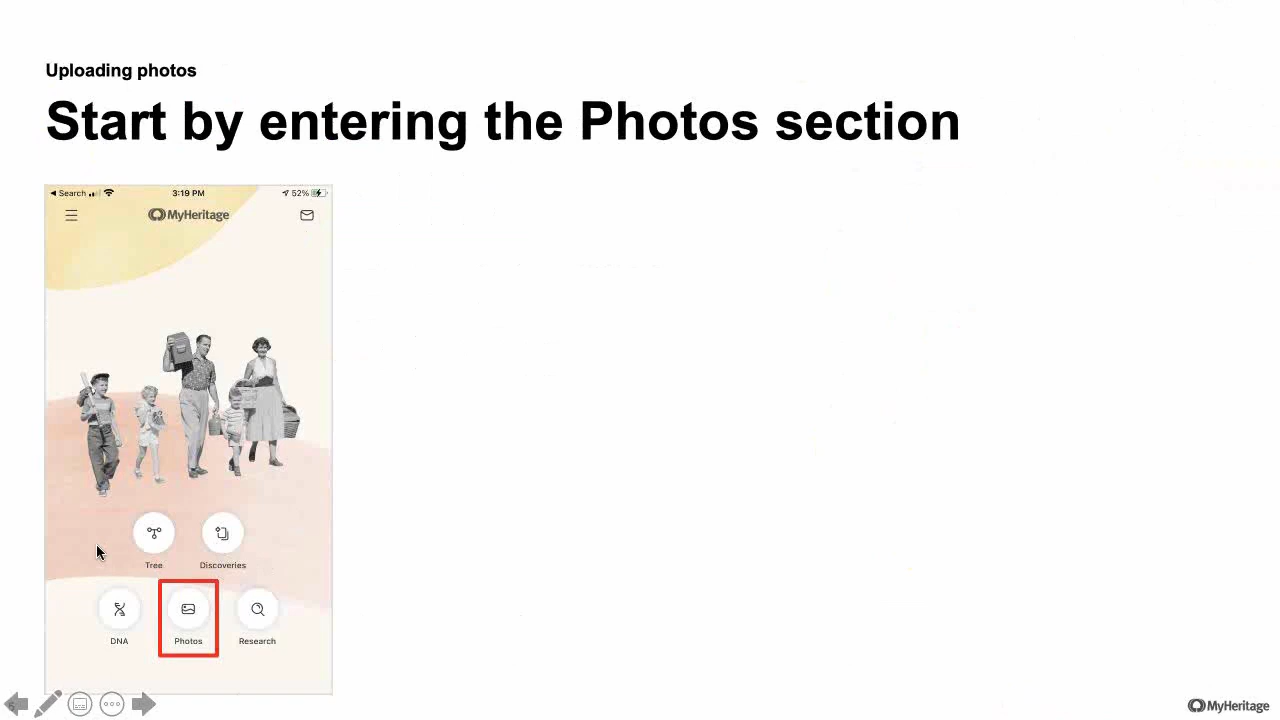 Uploading photos
Start by entering the Photos section
Search
3:19 PM
52%
MyHeritage
Tree
Discoveries
DNA
Photos
Research
MyHeritage